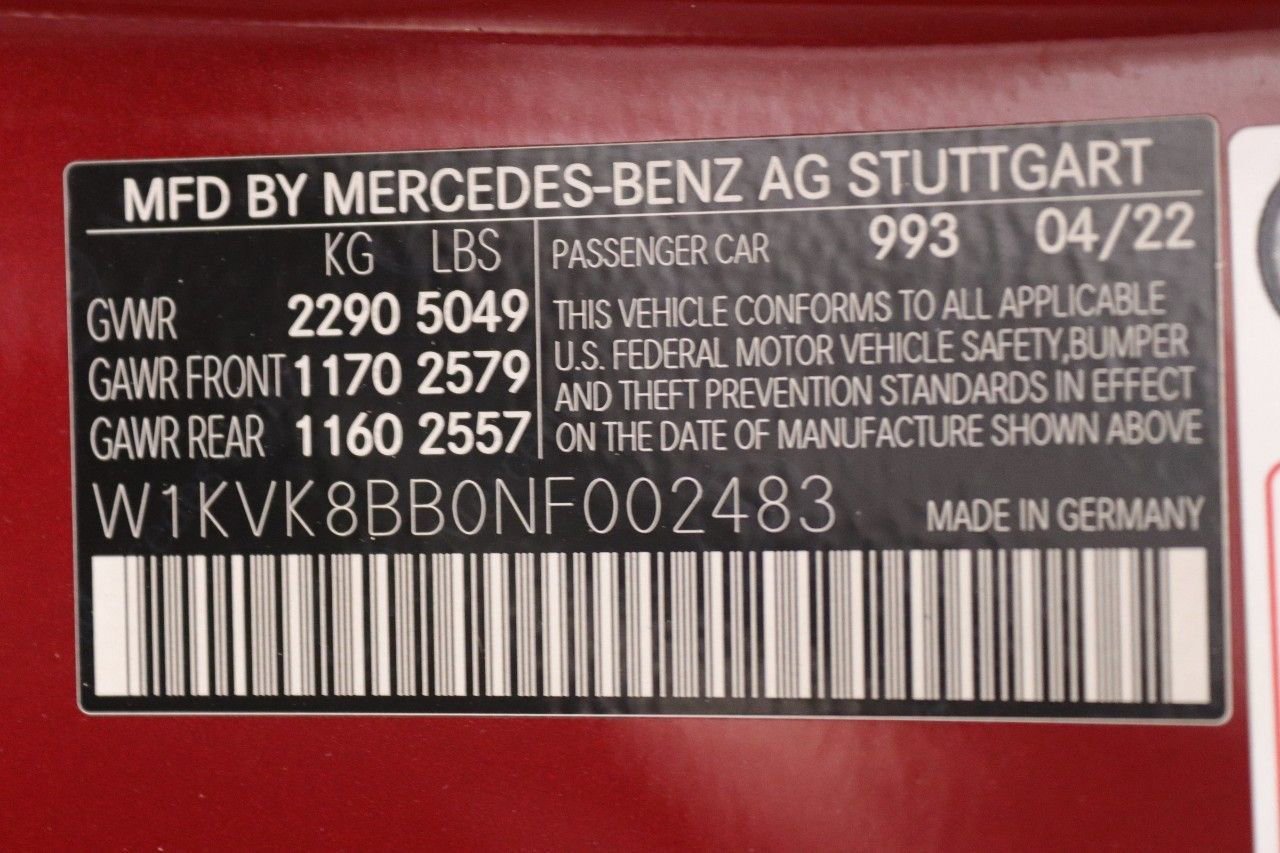 MFD BY MERCEDES-BENZ AG STUTTGART
KG LBS
GVWR 2290 5049
GAWR FRONT 1170 2579
GAWR REAR 1160 2557
PASSENGER CAR 993 04/22
THIS VEHICLE CONFORMS TO ALL APPLICABLE
U.S. FEDERAL MOTOR VEHICLE SAFETY,BUMPER
AND THEFT PREVENTION STANDARDS IN EFFECT
ON THE DATE OF MANUFACTURE SHOWN ABOVE
W1KVK8BB0NF002483 MADE IN GERMANY